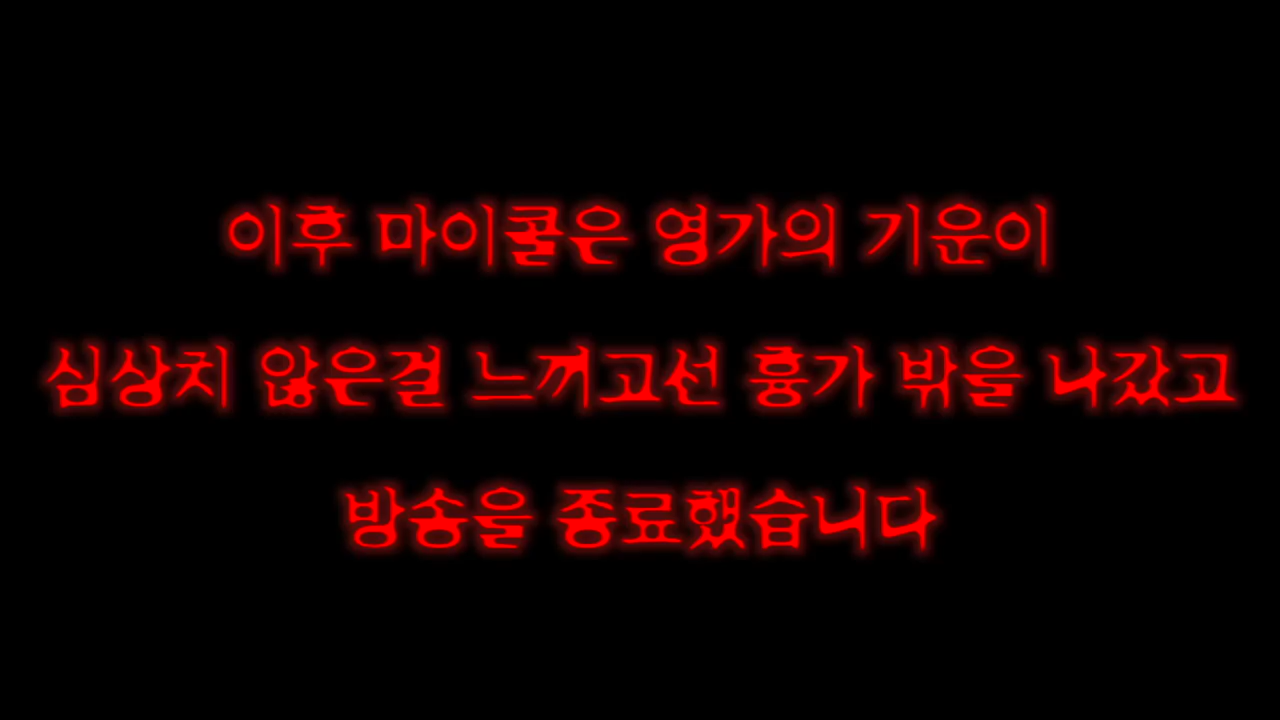 이후 마이콜은 영가의 기운이
심상치 않은걸 느끼고선 흉가 밖을 나갔고
방송을 종료했습니다